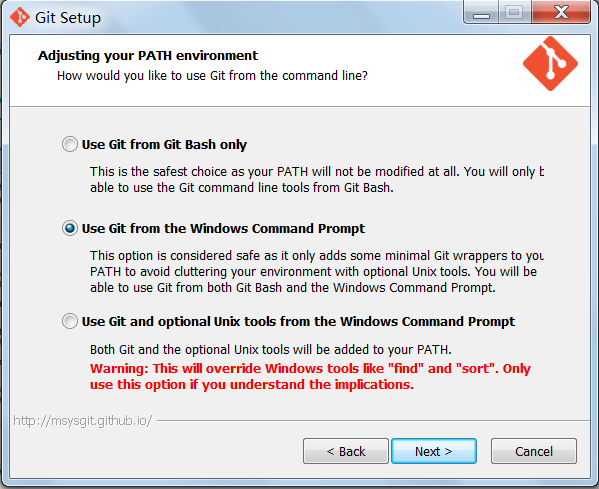 Git Setup
Adjusting your PATH environment
How would you like to use Git from the command line?
Use Git from Git Bash only
This is the safest choice as your PATH will not be modified at all. You will only b
able to use the Git command line tools from Git Bash.
Use Git from the Windows Command Prompt
This option is considered safe as it only adds some minimal Git wrappers to you
PATH to avoid cluttering your environment with optional Unix tools. You will be
able to use Git from both Git Bash and the Windows Command Prompt.
Use Git and optional Unix tools from the Windows Command Prompt
Both Git and the optional Unix tools will be added to your PATH.
Warning: This will override Windows tools like "find" and "sort". Only
use this option if you understand the implications.
http://msysgit.github.io/
< Back
Next >
Cancel